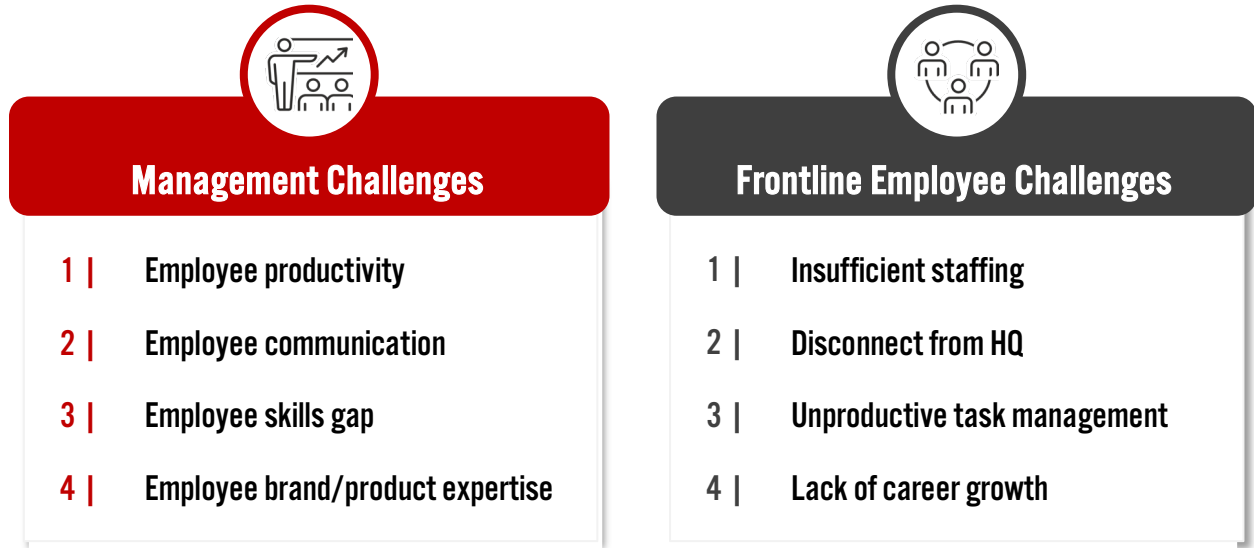 Management Challenges
1 | Employee productivity
2 | Employee communication
3 | Employee skills gap
4 | Employee brand/product expertise
Frontline Employee Challenges
1 | Insufficient staffing
2 | Disconnect from HQ
3 | Unproductive task management
4 | Lack of career growth